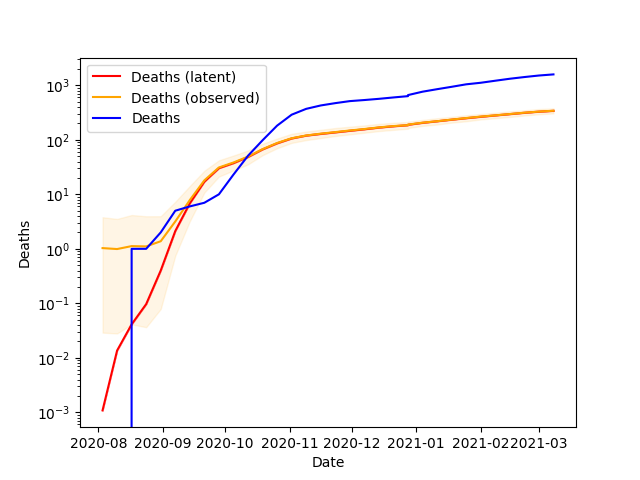 Deaths (latent)
Deaths (observed)
Deaths
10³
10²
10¹
10⁰
10⁻¹
10⁻²
10⁻³
Deaths
2020-08 2020-09 2020-10 2020-11 2020-12 2021-01 2021-02 2021-03
Date